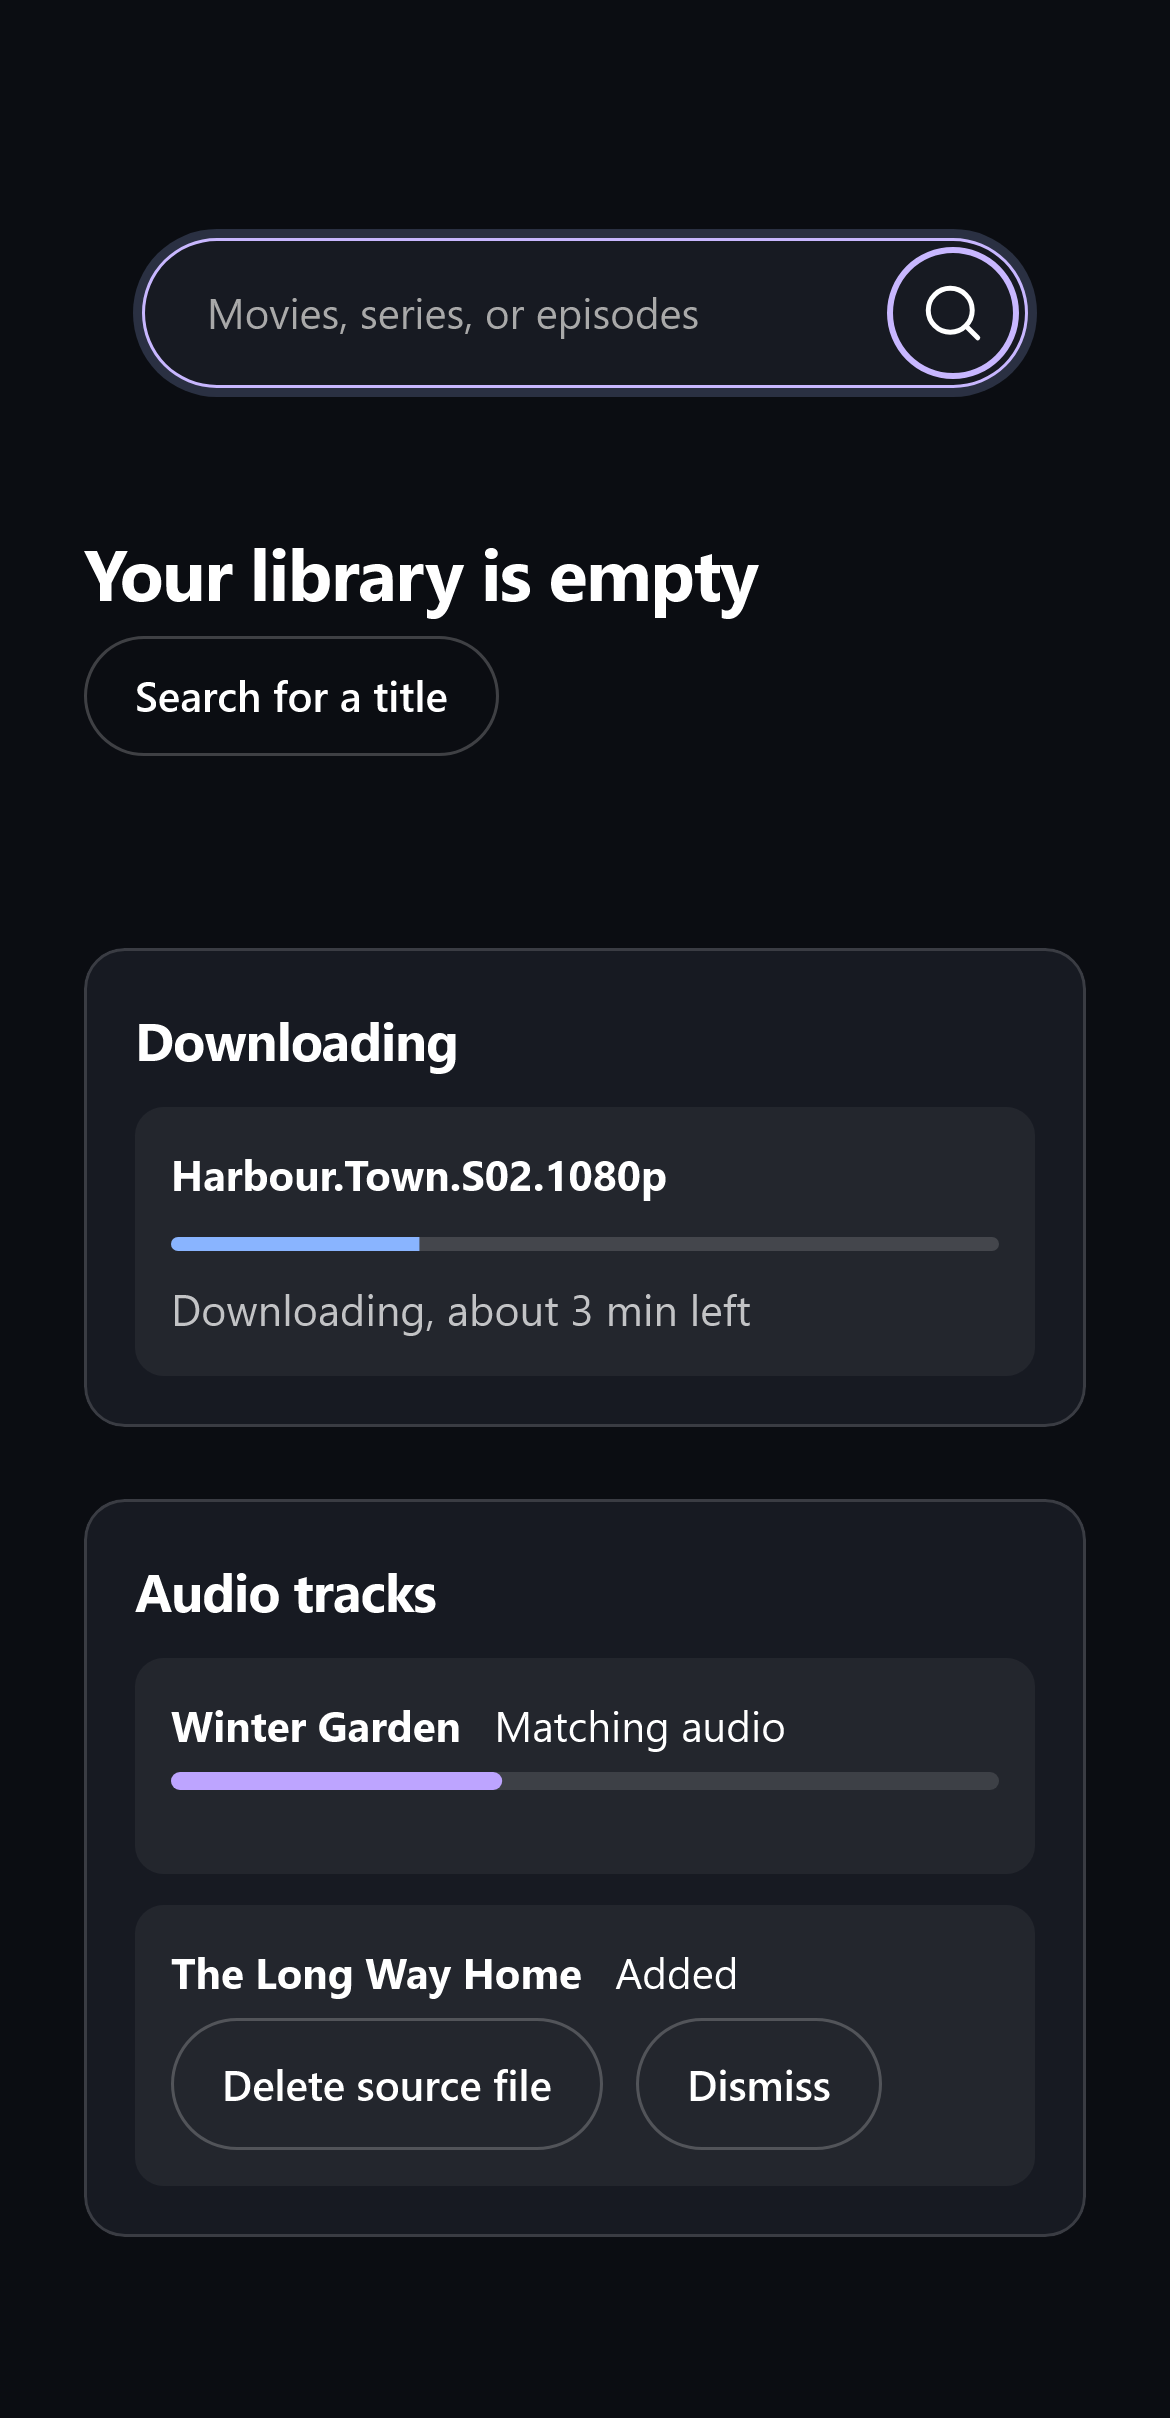 Movies, series, or episodes
Your library is empty
Search for a title
Downloading
Harbour.Town.S02.1080p
Downloading, about 3 min left
Audio tracks
Winter Garden Matching audio
The Long Way Home Added
Delete source file Dismiss